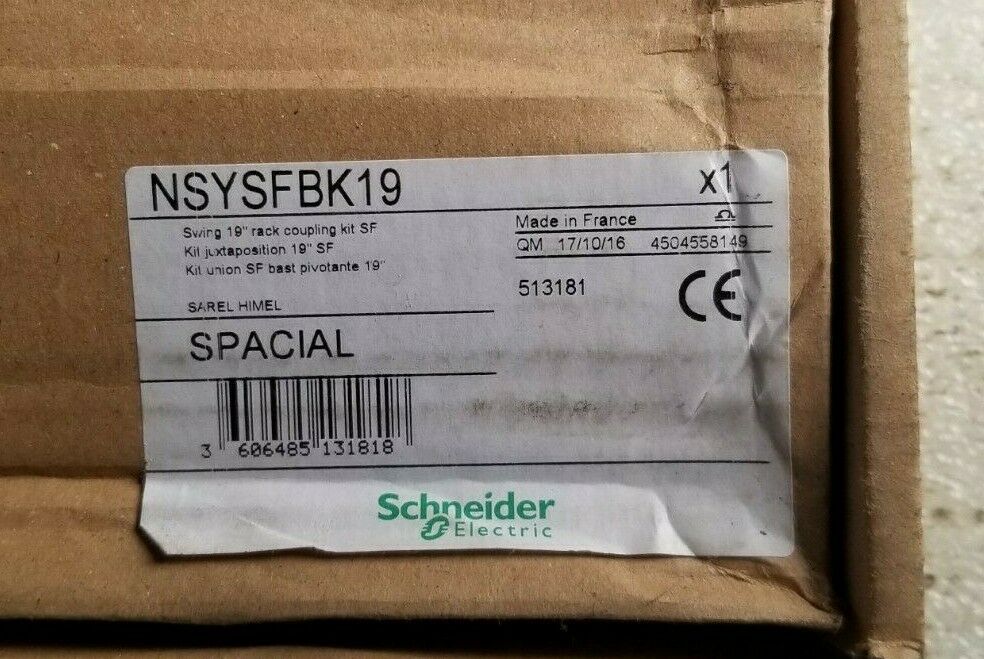 NSYSFBK19
x1
Swing 19" rack coupling kit SF
Kit juxtaposition 19" SF
Kit union SF bast pivotante 19"
Made in France
QM 17/10/16 4504558149
513181
CE
SAREL HIMEL
SPACIAL
3 606485 131818
Schneider
Electric